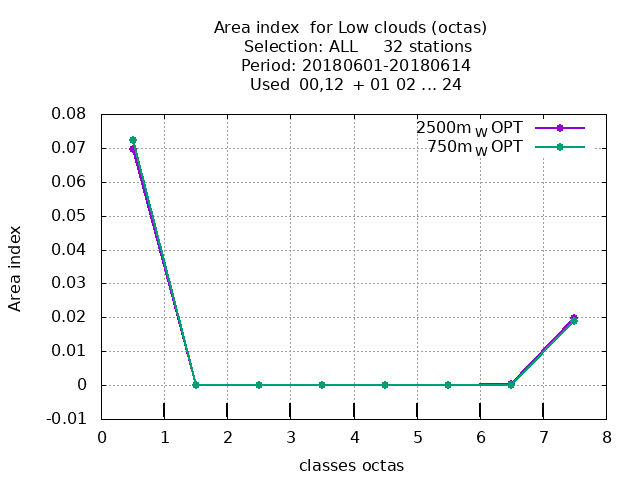 Area index  for Low clouds (octas)
Selection: ALL     32 stations
Period: 20180601-20180614
Used  00,12  + 01 02 ... 24
0.08
2500m W OPT
750m W OPT
0.07
0.06
0.05
0.04
0.03
0.02
0.01
0
-0.01
Area index
0 1 2 3 4 5 6 7 8
classes octas